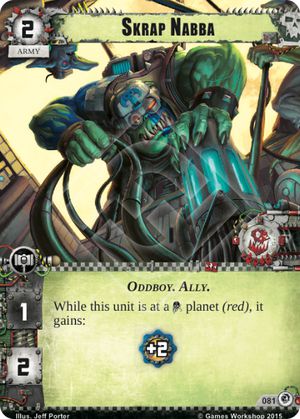 2
SKRAP NABBA
ARMY
ODDBOY. ALLY.
While this unit is at a planet (red), it
gains:
+2
1
2
081
Illus. Jeff Porter
© Games Workshop 2015